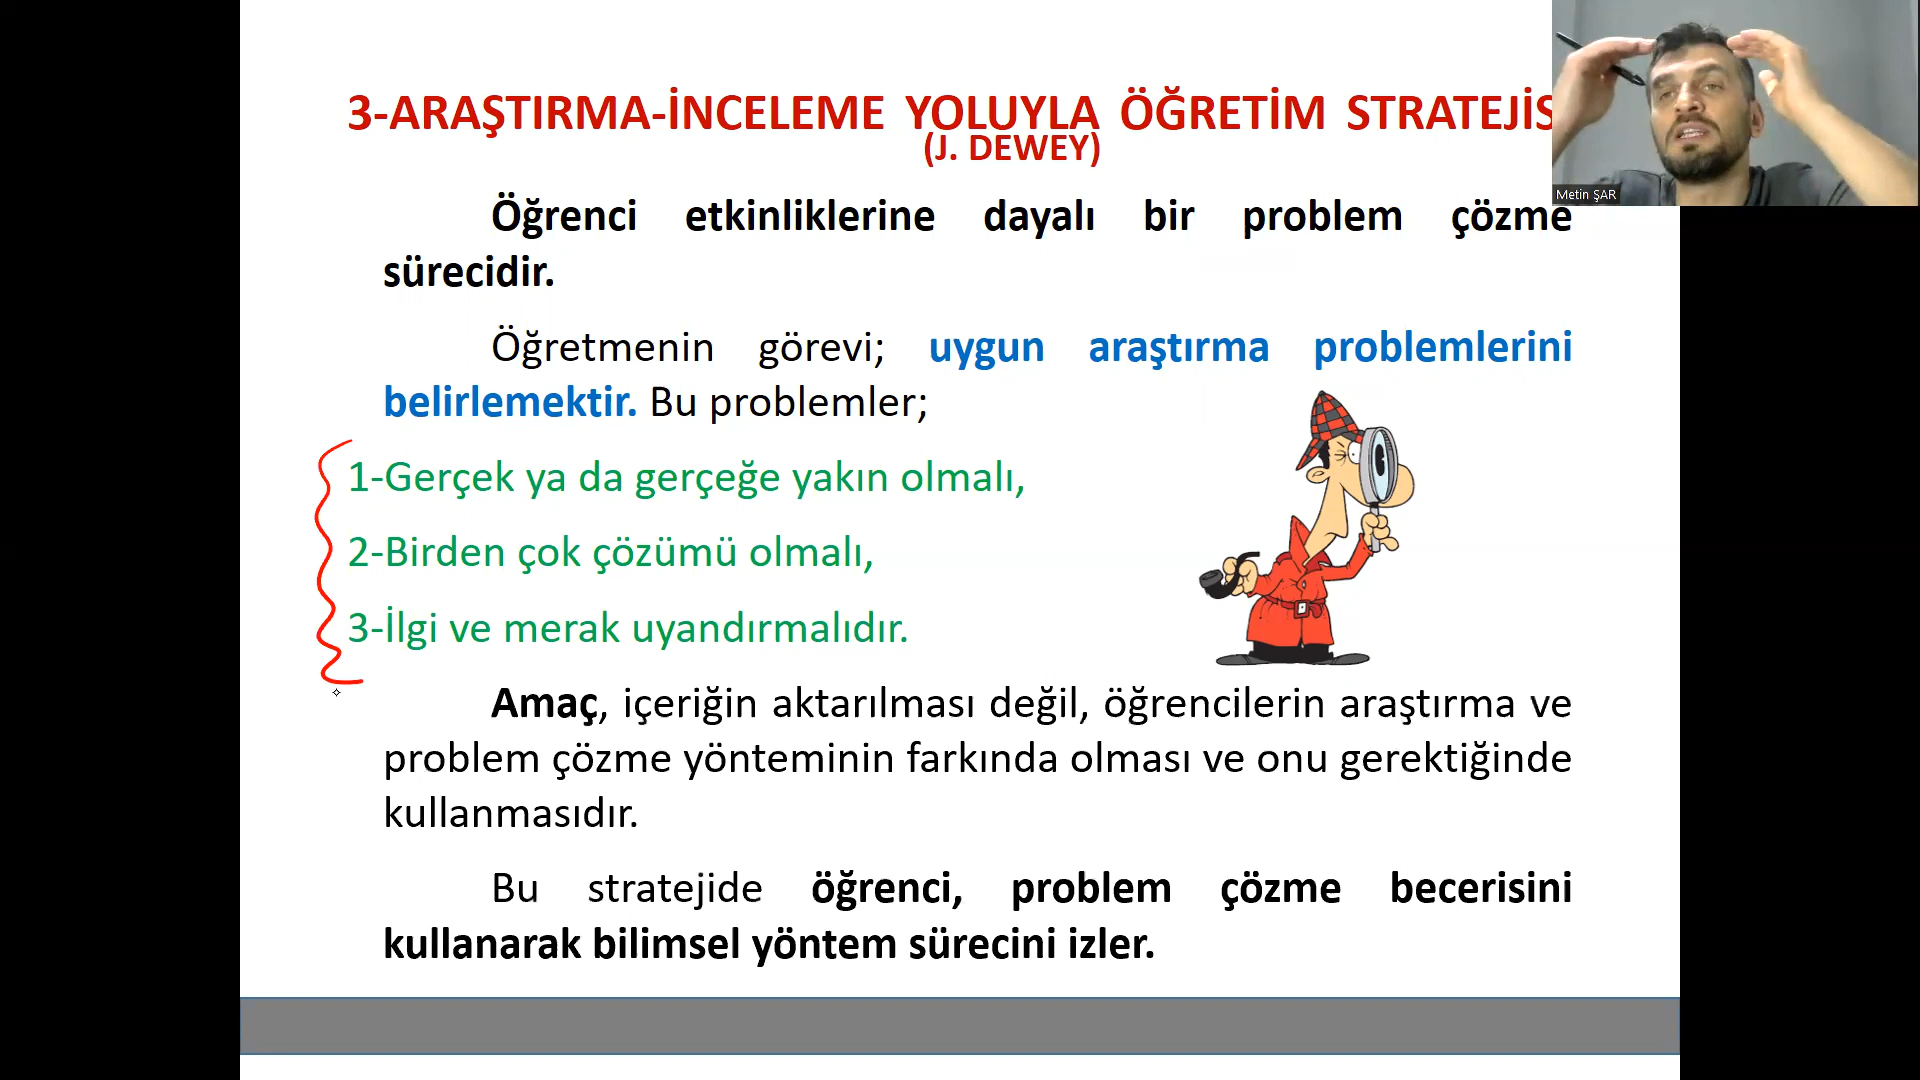 3-ARAŞTIRMA-İNCELEME YOLUYLA ÖĞRETİM STRATEJİS
(J. DEWEY)
Metin ŞAR
Öğrenci etkinliklerine dayalı bir problem çözme
sürecidir.
Öğretmenin görevi; uygun araştırma problemlerini
belirlemektir. Bu problemler;
1-Gerçek ya da gerçeğe yakın olmalı,
2-Birden çok çözümü olmalı,
3-İlgi ve merak uyandırmalıdır.
Amaç, içeriğin aktarılması değil, öğrencilerin araştırma ve
problem çözme yönteminin farkında olması ve onu gerektiğinde
kullanmasıdır.
Bu stratejide öğrenci, problem çözme becerisini
kullanarak bilimsel yöntem sürecini izler.